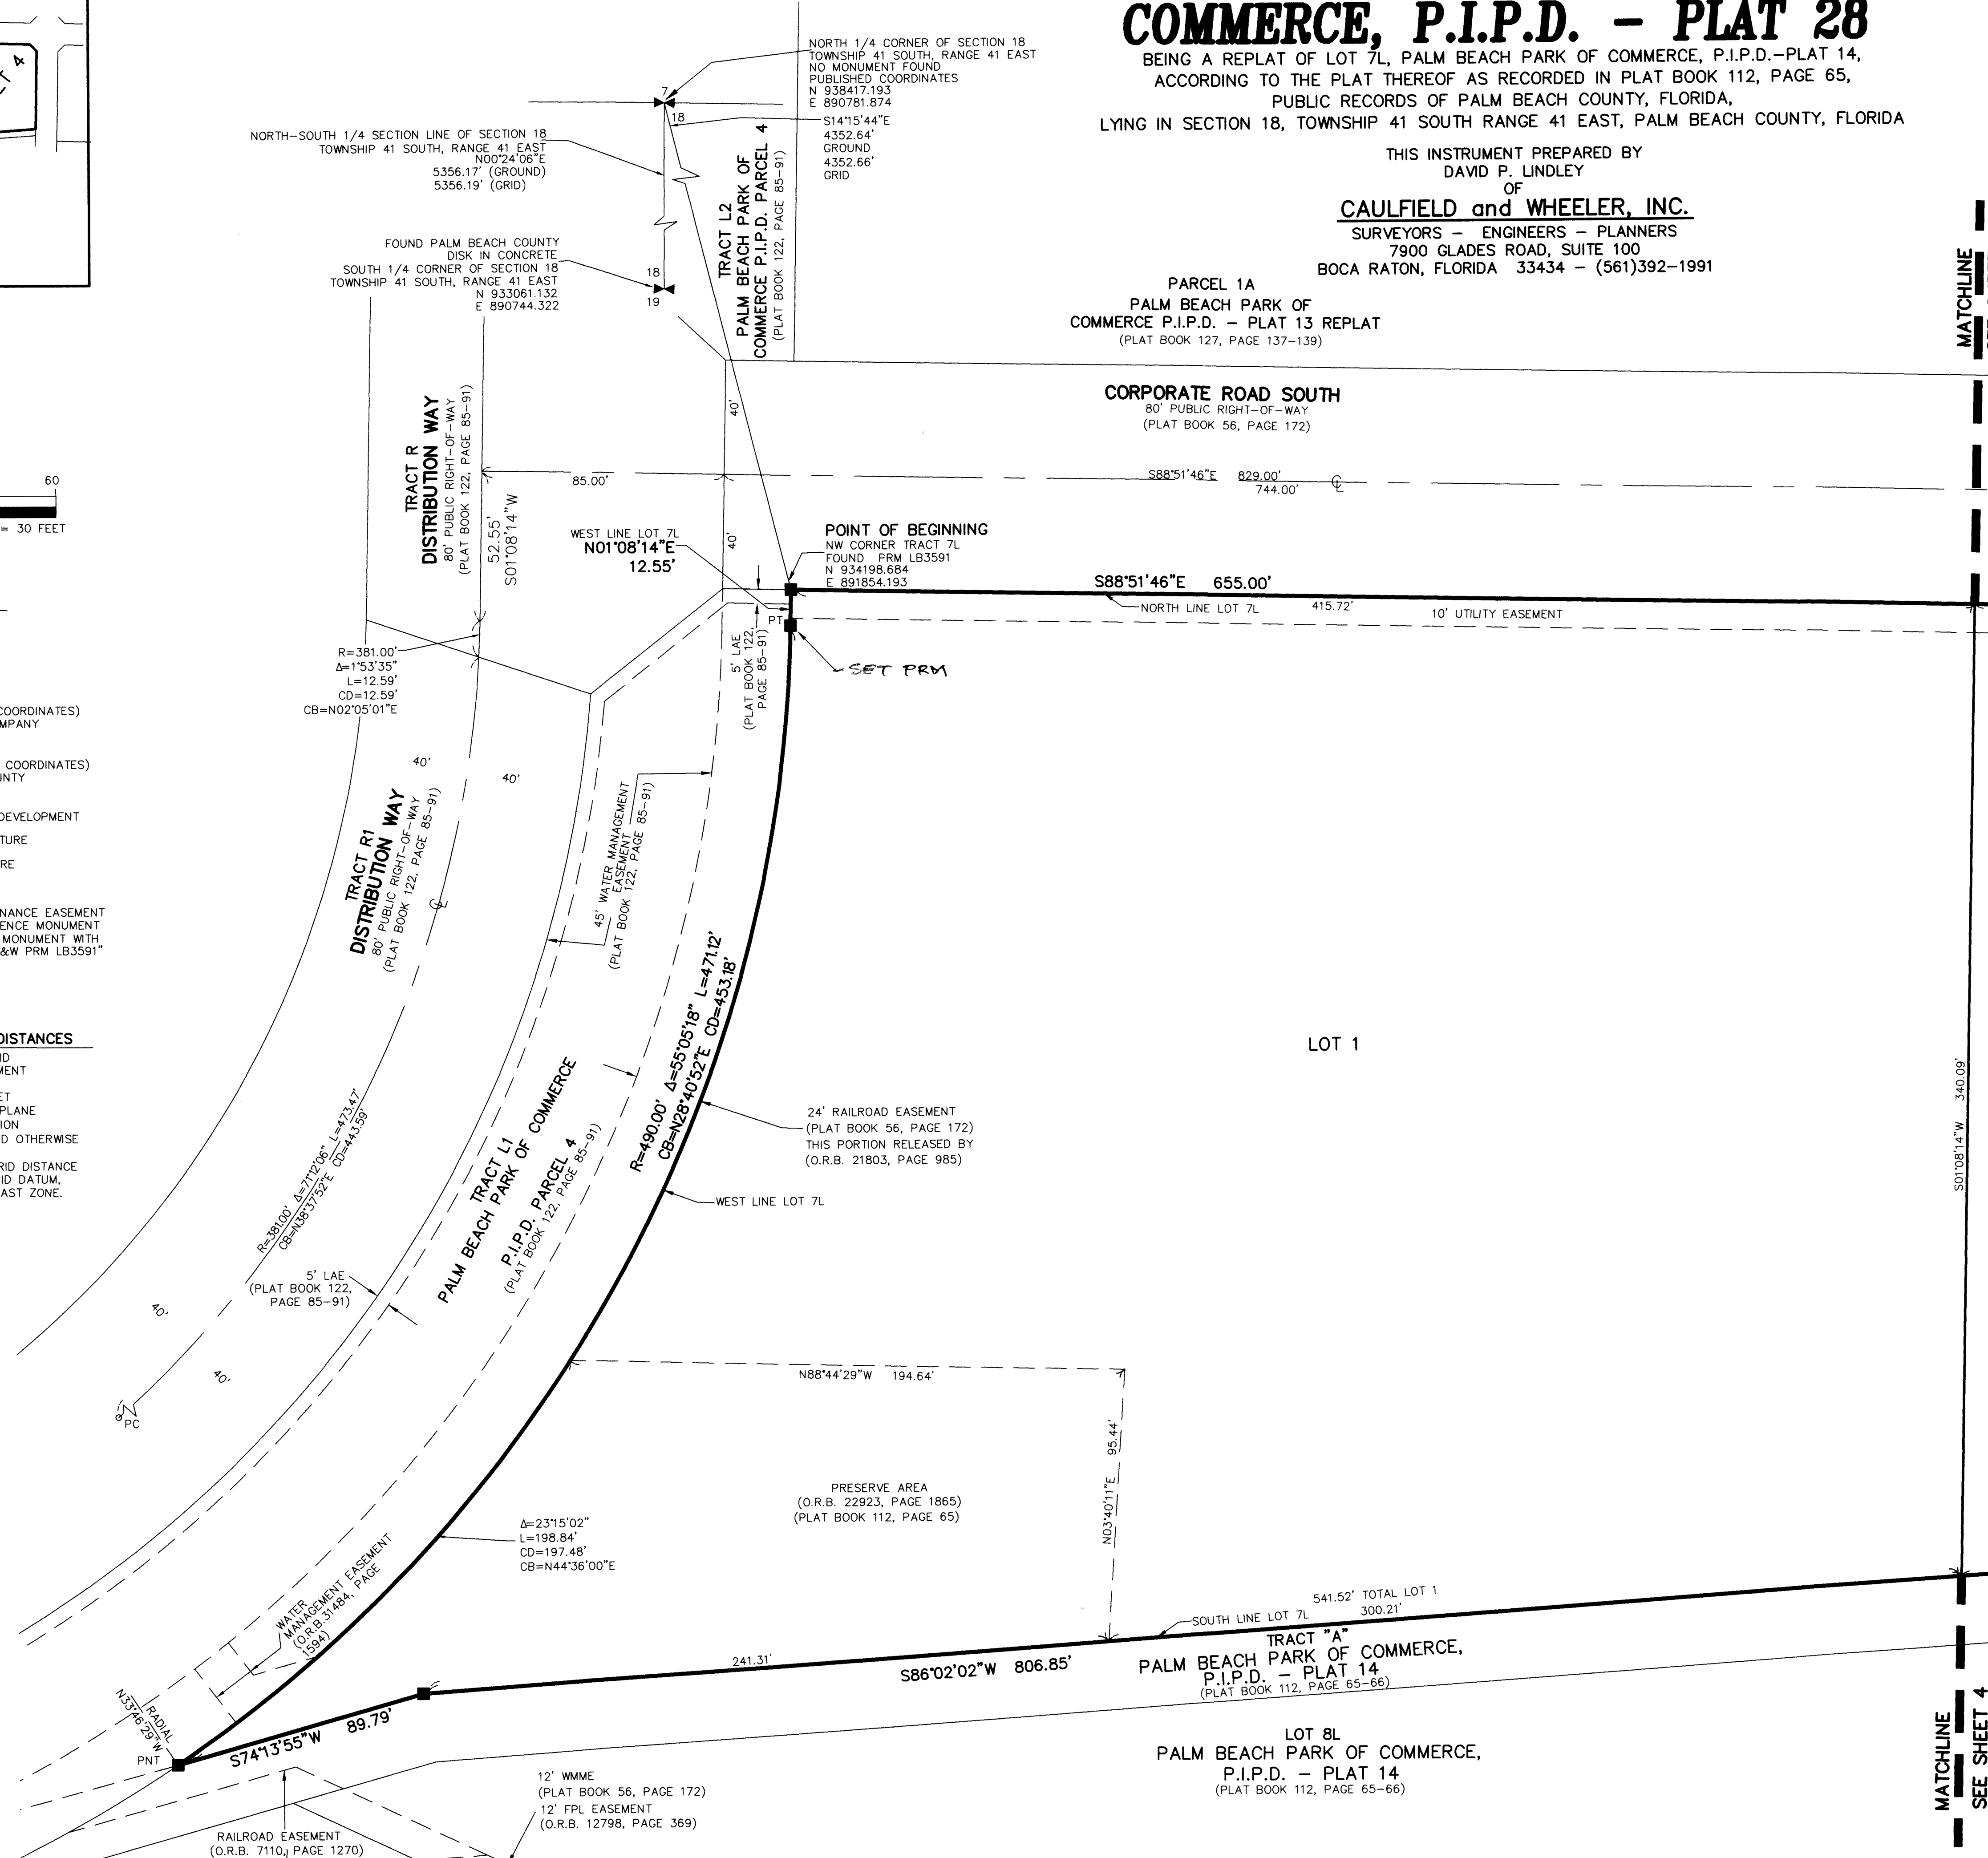 COMMERCE, P.I.P.D. - PLAT 28
BEING A REPLAT OF LOT 7L, PALM BEACH PARK OF COMMERCE, P.I.P.D.-PLAT 14,
ACCORDING TO THE PLAT THEREOF AS RECORDED IN PLAT BOOK 112, PAGE 65,
PUBLIC RECORDS OF PALM BEACH COUNTY, FLORIDA,
LYING IN SECTION 18, TOWNSHIP 41 SOUTH RANGE 41 EAST, PALM BEACH COUNTY, FLORIDA
THIS INSTRUMENT PREPARED BY
DAVID P. LINDLEY
OF
CAULFIELD and WHEELER, INC.
SURVEYORS - ENGINEERS - PLANNERS
7900 GLADES ROAD, SUITE 100
BOCA RATON, FLORIDA 33434 - (561)392-1991
NORTH 1/4 CORNER OF SECTION 18
TOWNSHIP 41 SOUTH, RANGE 41 EAST
NO MONUMENT FOUND
PUBLISHED COORDINATES
N 938417.193
E 890781.874
7
18
S14°15'44"E
4352.64'
GROUND
4352.66'
GRID
NORTH-SOUTH 1/4 SECTION LINE OF SECTION 18
TOWNSHIP 41 SOUTH, RANGE 41 EAST
N00°24'06"E
5356.17' (GROUND)
5356.19' (GRID)
FOUND PALM BEACH COUNTY
DISK IN CONCRETE
SOUTH 1/4 CORNER OF SECTION 18
TOWNSHIP 41 SOUTH, RANGE 41 EAST
N 933061.132
E 890744.322
18
19
TRACT L2
PALM BEACH PARK OF
COMMERCE P.I.P.D. PARCEL 4
(PLAT BOOK 122, PAGE 85-91)
PARCEL 1A
PALM BEACH PARK OF
COMMERCE P.I.P.D. - PLAT 13 REPLAT
(PLAT BOOK 127, PAGE 137-139)
MATCHLINE
CORPORATE ROAD SOUTH
80' PUBLIC RIGHT-OF-WAY
(PLAT BOOK 56, PAGE 172)
TRACT R
DISTRIBUTION WAY
80' PUBLIC RIGHT-OF-WAY
(PLAT BOOK 122, PAGE 85-91)
52.55'
S01°08'14"W
40'
85.00'
S88°51'46"E 829.00'
744.00'
40'
60
= 30 FEET
WEST LINE LOT 7L
N01°08'14"E
12.55'
POINT OF BEGINNING
NW CORNER TRACT 7L
FOUND PRM LB3591
N 934198.684
E 891854.193
S88°51'46"E 655.00'
NORTH LINE LOT 7L
415.72'
10' UTILITY EASEMENT
PT
5' LAE
(PLAT BOOK 122,
PAGE 85-91)
SET PRM
R=381.00'
Δ=1°53'35"
L=12.59'
CD=12.59'
CB=N02°05'01"E
COORDINATES)
MPANY
COORDINATES)
UNTY
DEVELOPMENT
TURE
RE
NANCE EASEMENT
ENCE MONUMENT
MONUMENT WITH
&W PRM LB3591"
40'
40'
TRACT R1
DISTRIBUTION WAY
80' PUBLIC RIGHT-OF-WAY
(PLAT BOOK 122, PAGE 85-91)
45' WATER MANAGEMENT
EASEMENT
(PLAT BOOK 122, PAGE 85-91)
DISTANCES
ID
MENT
ET
PLANE
ION
D OTHERWISE
RID DISTANCE
ID DATUM,
AST ZONE.
R=490.00' Δ=55°05'18" L=471.12'
CB=N28°40'52"E CD=453.18'
LOT 1
S01°08'14"W 340.09'
24' RAILROAD EASEMENT
(PLAT BOOK 56, PAGE 172)
THIS PORTION RELEASED BY
(O.R.B. 21803, PAGE 985)
WEST LINE LOT 7L
R=381.00' Δ=71°12'06" L=473.47'
CB=N38°37'52"E CD=443.59'
TRACT L1
PALM BEACH PARK OF COMMERCE
P.I.P.D. PARCEL 4
(PLAT BOOK 122, PAGE 85-91)
5' LAE
(PLAT BOOK 122,
PAGE 85-91)
40'
40'
PC
N88°44'29"W 194.64'
N03°40'11"E 95.44'
PRESERVE AREA
(O.R.B. 22923, PAGE 1865)
(PLAT BOOK 112, PAGE 65)
Δ=23°15'02"
L=198.84'
CD=197.48'
CB=N44°36'00"E
WATER
MANAGEMENT EASEMENT
(O.R.B.31484, PAGE
1594)
541.52' TOTAL LOT 1
300.21'
SOUTH LINE LOT 7L
241.31'
S86°02'02"W 806.85'
TRACT "A"
PALM BEACH PARK OF COMMERCE,
P.I.P.D. - PLAT 14
(PLAT BOOK 112, PAGE 65-66)
N33°46'29"W
RADIAL
PNT
S74°13'55"W 89.79'
LOT 8L
PALM BEACH PARK OF COMMERCE,
P.I.P.D. - PLAT 14
(PLAT BOOK 112, PAGE 65-66)
MATCHLINE
SEE SHEET 4
12' WMME
(PLAT BOOK 56, PAGE 172)
12' FPL EASEMENT
(O.R.B. 12798, PAGE 369)
RAILROAD EASEMENT
(O.R.B. 7110, PAGE 1270)